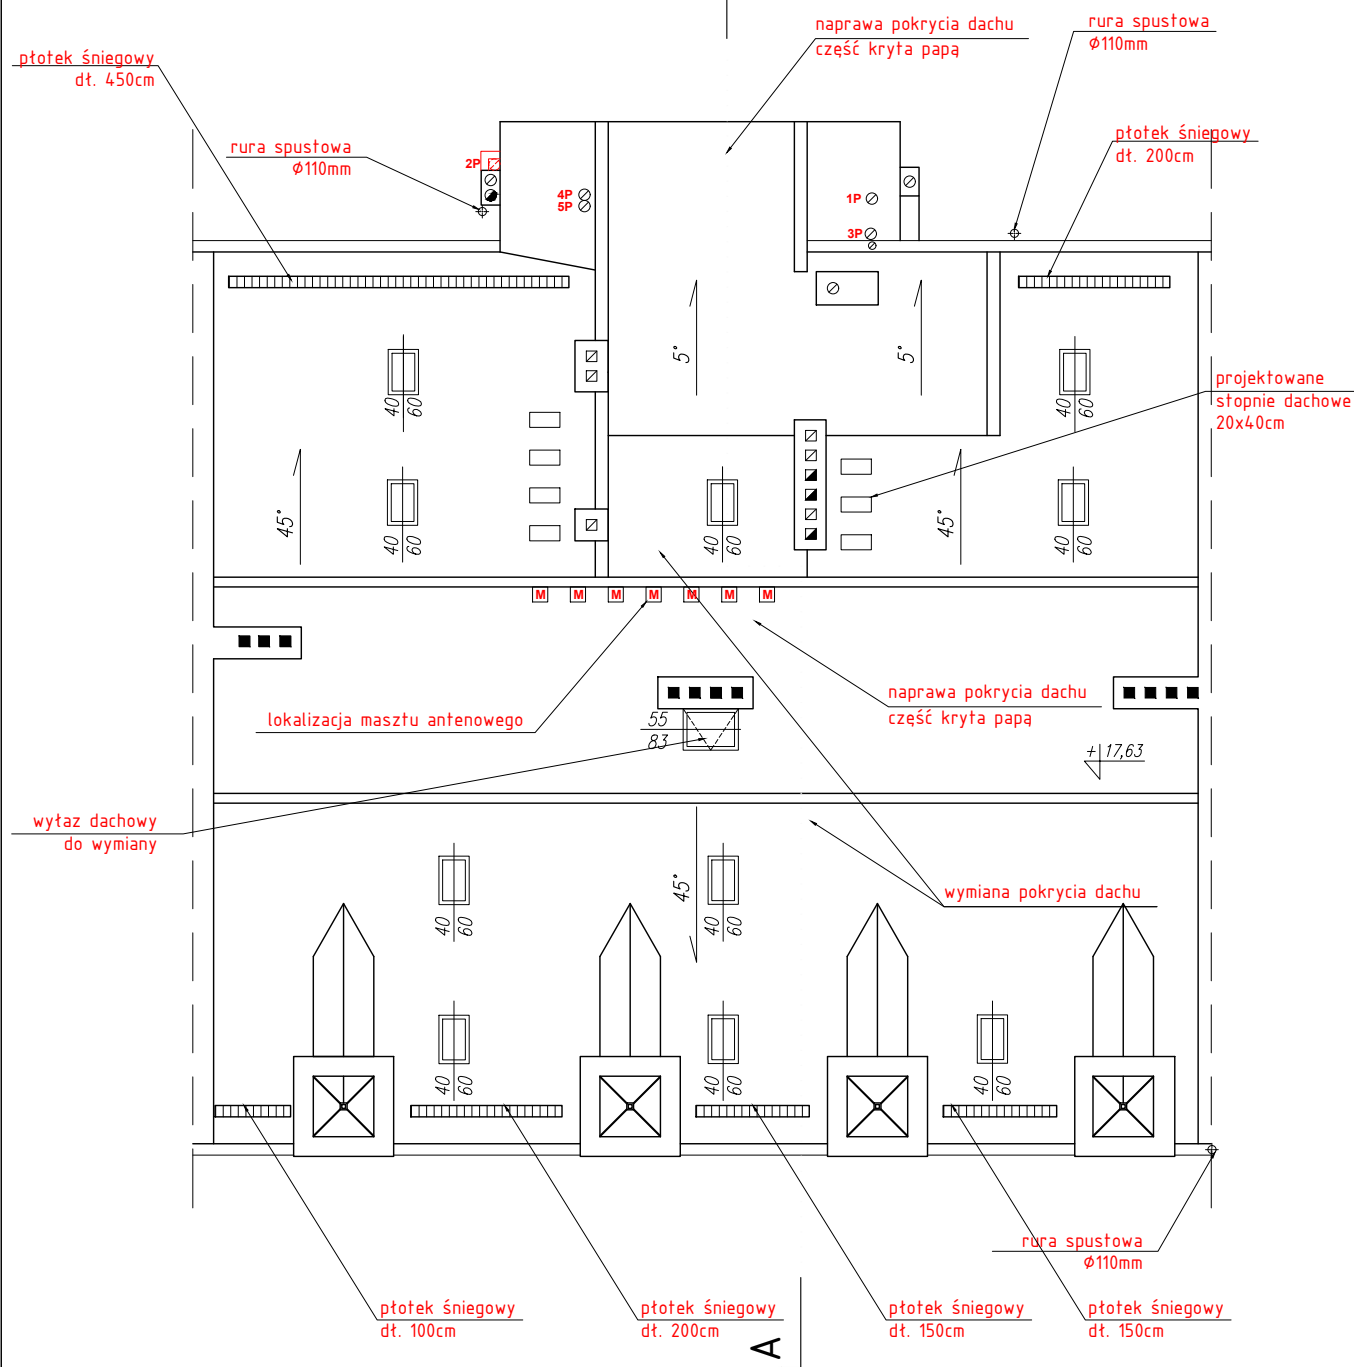 naprawa pokrycia dachu
część kryta papą
rura spustowa
Φ110mm
płotek śniegowy
dł. 450cm
rura spustowa
Φ110mm
płotek śniegowy
dł. 200cm
2P
4P
5P
1P
3P
5°
5°
40
60
40
60
projektowane
stopnie dachowe
20x40cm
45°
40
60
40
60
45°
40
60
M
M
M
M
M
M
M
lokalizacja masztu antenowego
55
83
naprawa pokrycia dachu
część kryta papą
+17,63
wyłaz dachowy
do wymiany
45°
40
60
40
60
wymiana pokrycia dachu
40
60
40
60
40
60
rura spustowa
Φ110mm
płotek śniegowy
dł. 100cm
płotek śniegowy
dł. 200cm
płotek śniegowy
dł. 150cm
płotek śniegowy
dł. 150cm
A